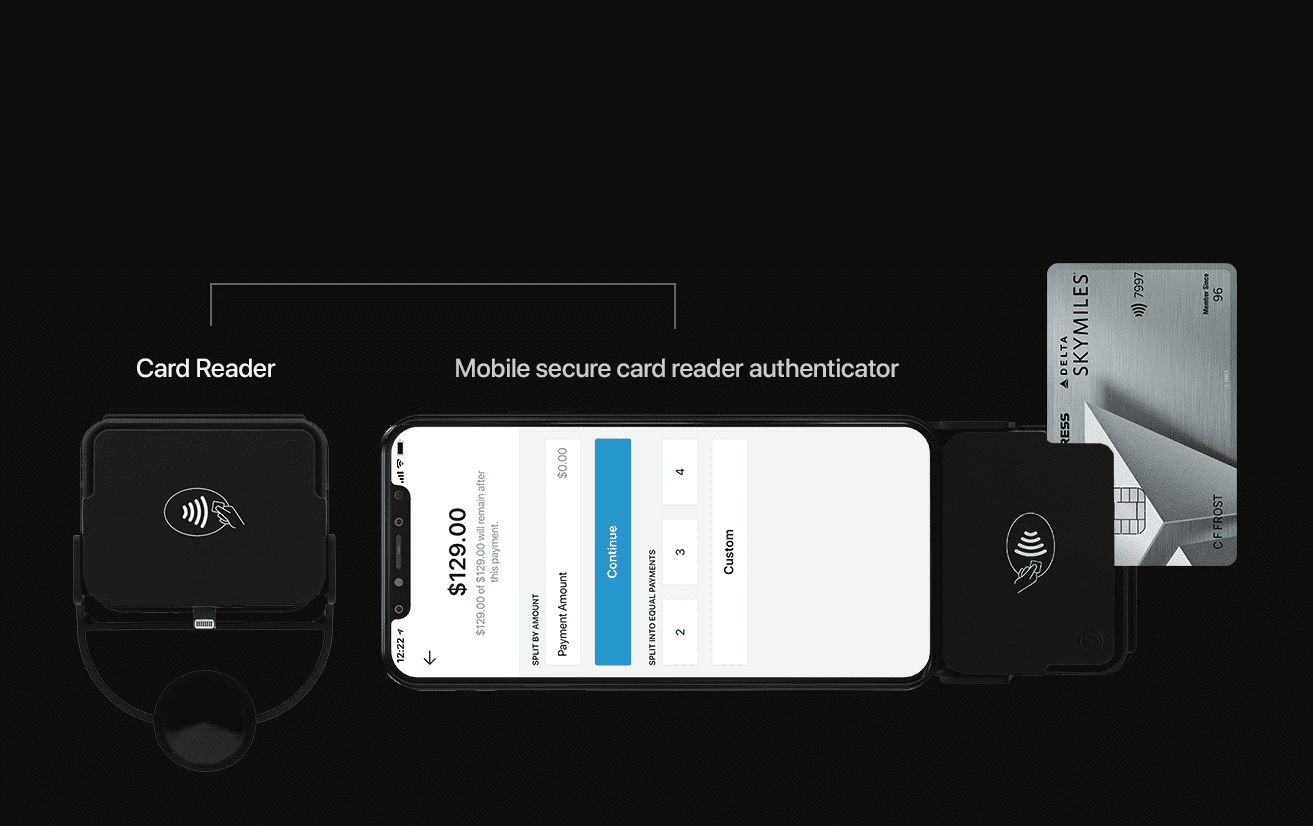 Card Reader
Mobile secure card reader authenticator
12:22
$129.00
$129.00 of $129.00 will remain after
this payment.
SPLIT BY AMOUNT
Payment Amount $0.00
Continue
SPLIT INTO EQUAL PAYMENTS
2 3 4
Custom
RESS
DELTA
SKYMILES
7997
Member Since
96
C F FROST